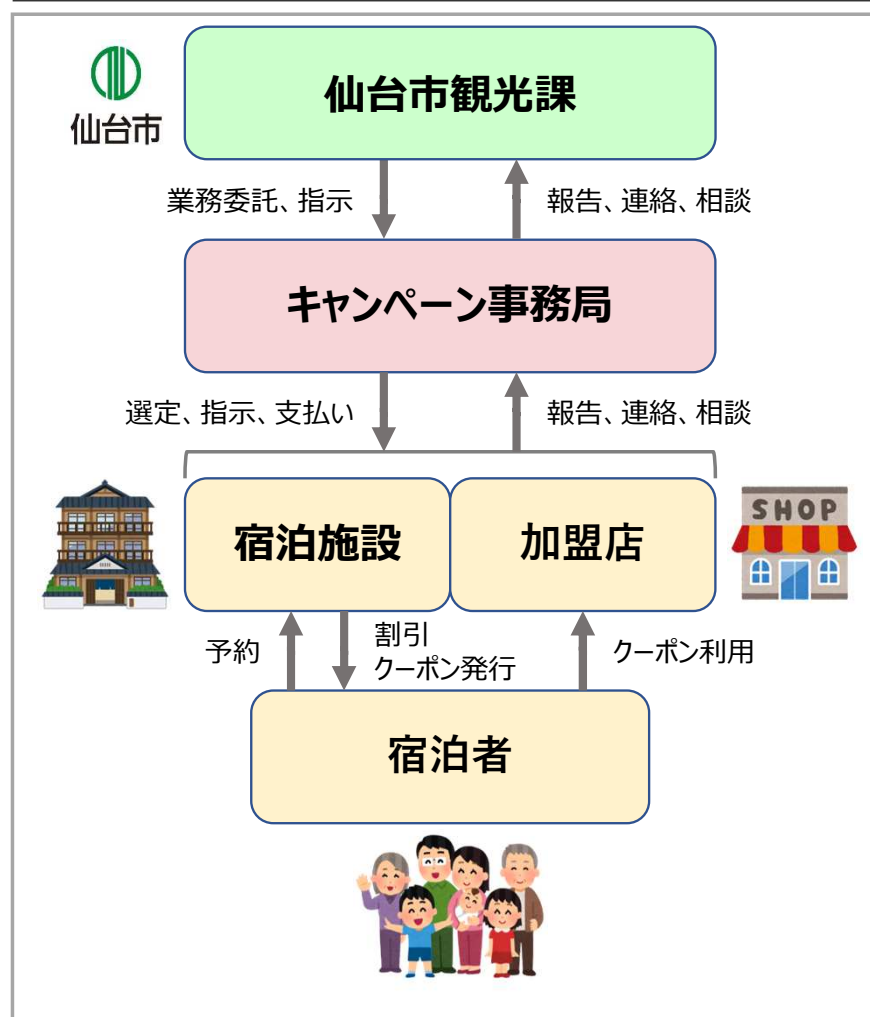 仙台市
仙台市観光課
業務委託、指示
報告、連絡、相談
キャンペーン事務局
選定、指示、支払い
報告、連絡、相談
宿泊施設
加盟店
SHOP
予約
割引
クーポン発行
クーポン利用
宿泊者